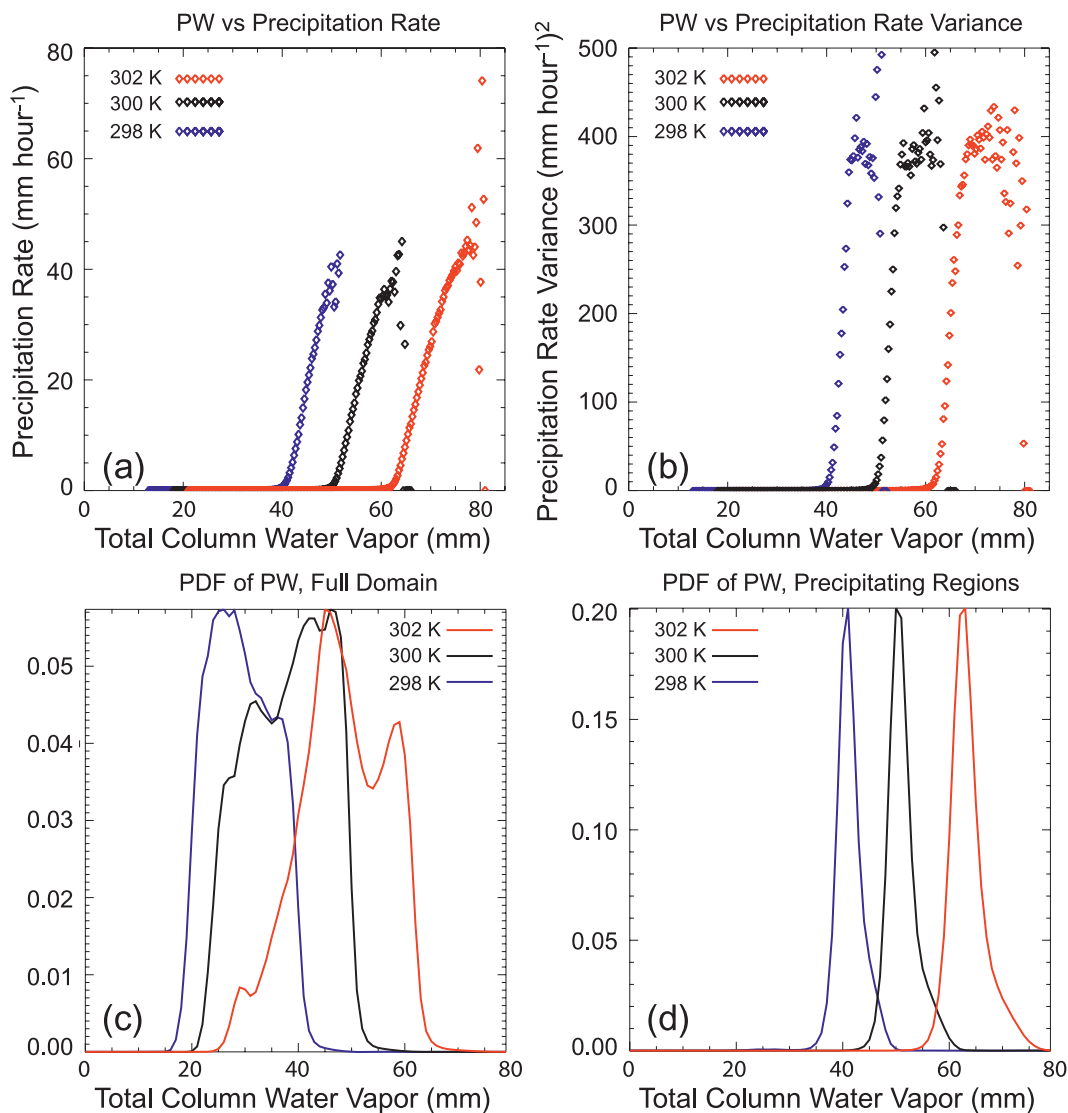 PW vs Precipitation Rate
80
60
40
20
0
Precipitation Rate (mm hour-1)
302 K
300 K
298 K
(a)
0 20 40 60 80
Total Column Water Vapor (mm)
PW vs Precipitation Rate Variance
500
400
300
200
100
0
Precipitation Rate Variance (mm hour-1)2
302 K
300 K
298 K
(b)
0 20 40 60 80
Total Column Water Vapor (mm)
PDF of PW, Full Domain
0.05
0.04
0.03
0.02
0.01
0.00
302 K
300 K
298 K
(c)
0 20 40 60 80
Total Column Water Vapor (mm)
PDF of PW, Precipitating Regions
0.20
0.15
0.10
0.05
0.00
302 K
300 K
298 K
(d)
0 20 40 60 80
Total Column Water Vapor (mm)